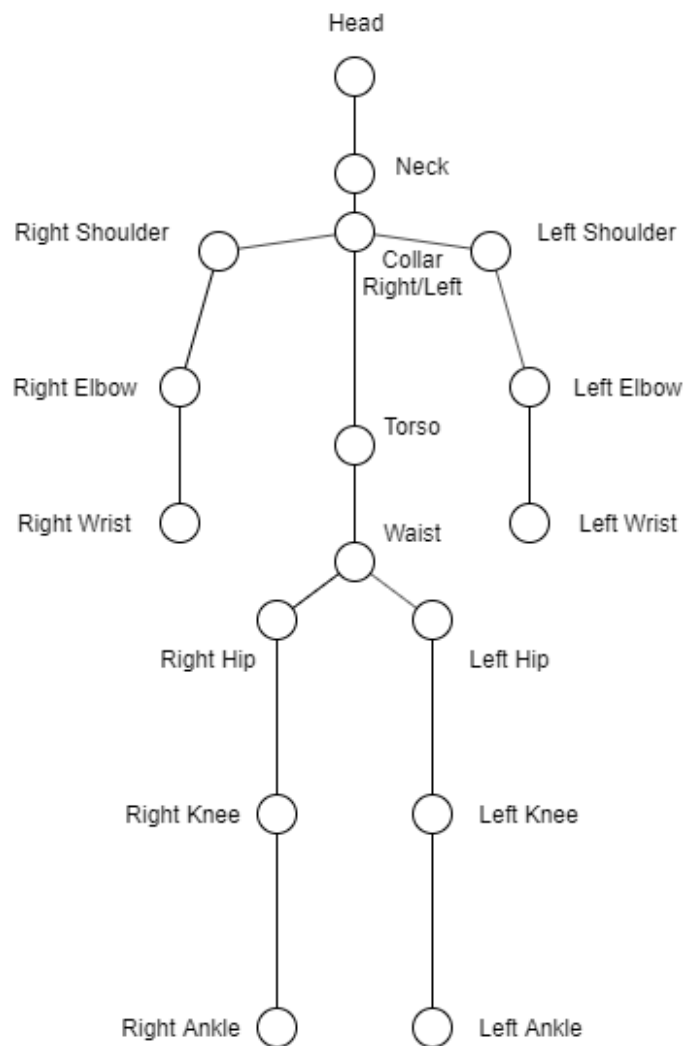 Head
Neck
Right Shoulder
Left Shoulder
Collar
Right/Left
Right Elbow
Left Elbow
Torso
Right Wrist
Left Wrist
Waist
Right Hip
Left Hip
Right Knee
Left Knee
Right Ankle
Left Ankle